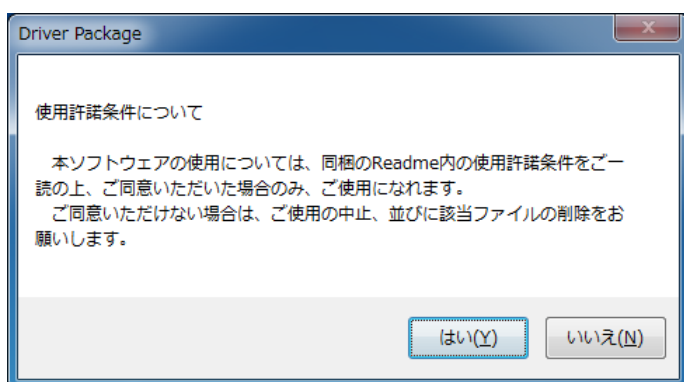 Driver Package
使用許諾条件について
　本ソフトウェアの使用については、同梱のReadme内の使用許諾条件をご一
読の上、ご同意いただいた場合のみ、ご使用になれます。
　ご同意いただけない場合は、ご使用の中止、並びに該当ファイルの削除をお
願いします。
はい(Y)
いいえ(N)